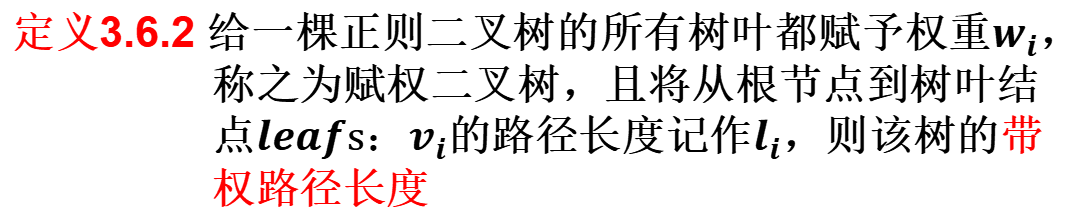 定义3.6.2 给一棵正则二叉树的所有树叶都赋予权重wᵢ，
称之为赋权二叉树，且将从根节点到树叶结
点leafs：vᵢ的路径长度记作lᵢ，则该树的带
权路径长度